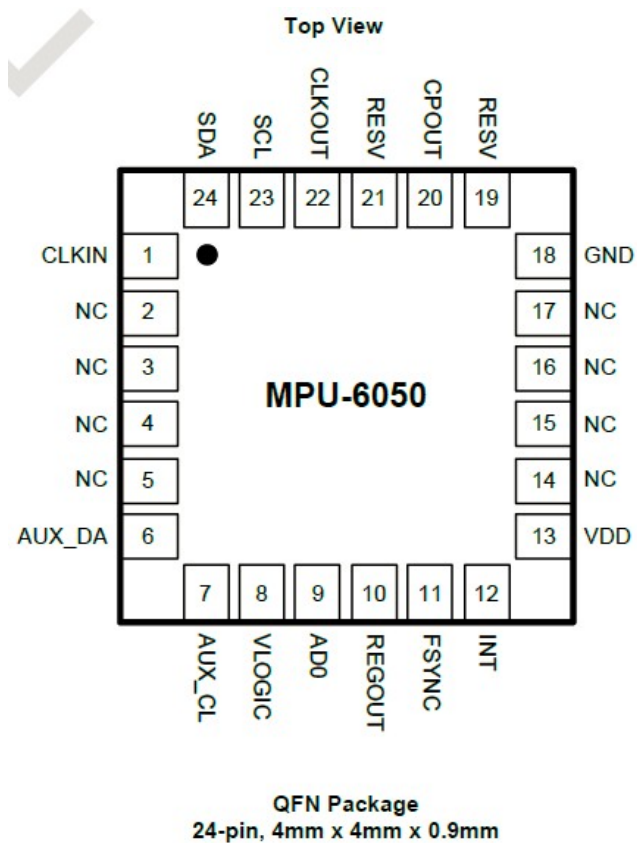 Top View
SDA
SCL
CLKOUT
RESV
CPOUT
RESV
24
23
22
21
20
19
CLKIN 1
18 GND
NC 2
17 NC
NC 3
16 NC
MPU-6050
NC 4
15 NC
NC 5
14 NC
AUX_DA 6
13 VDD
7
8
9
10
11
12
AUX_CL
VLOGIC
AD0
REGOUT
FSYNC
INT
QFN Package
24-pin, 4mm x 4mm x 0.9mm